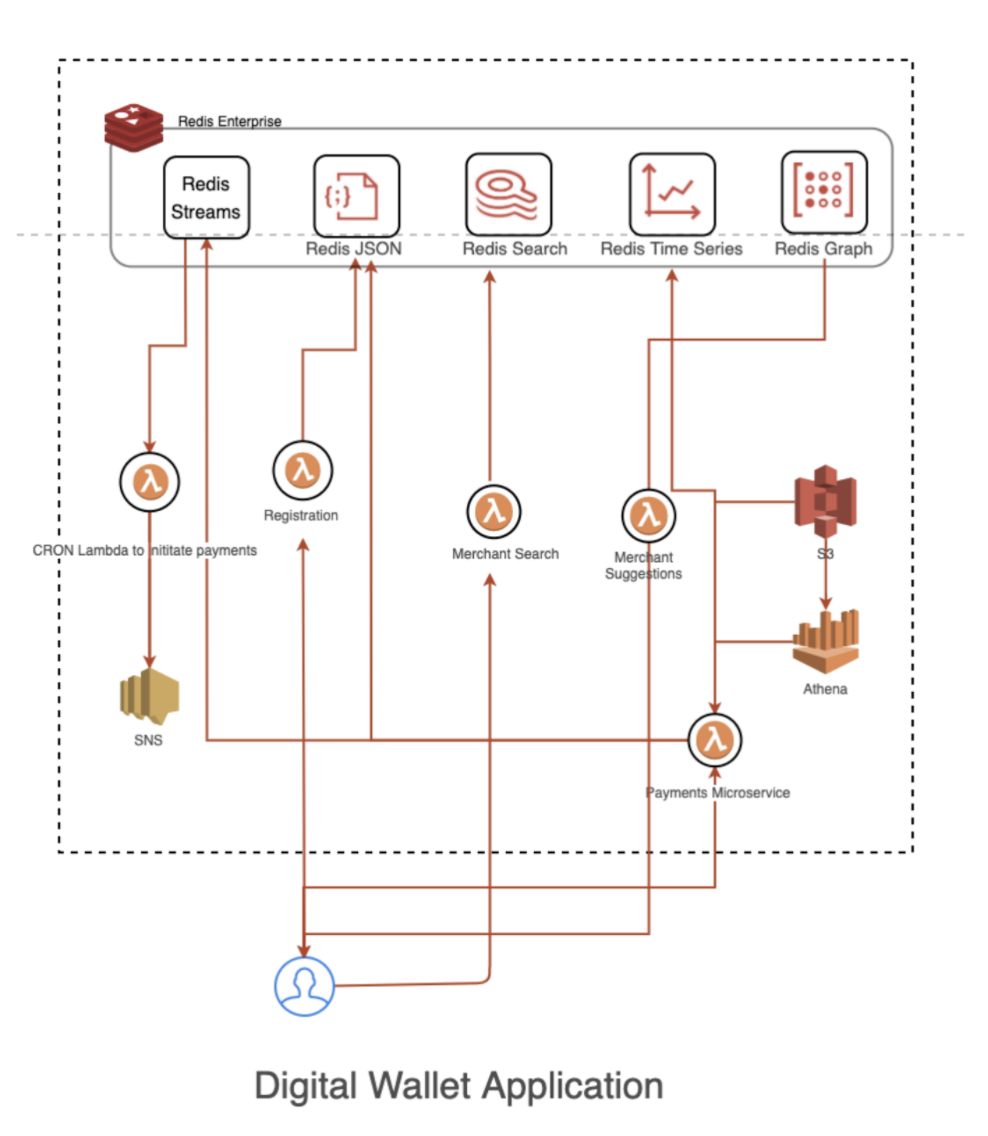 Redis Enterprise
Redis
Streams
Redis JSON
Redis Search
Redis Time Series
Redis Graph
{;}
λ
λ
λ
λ
Registration
CRON Lambda to inititate payments
Merchant Search
Merchant
Suggestions
S3
Athena
SNS
λ
Payments Microservice
Digital Wallet Application